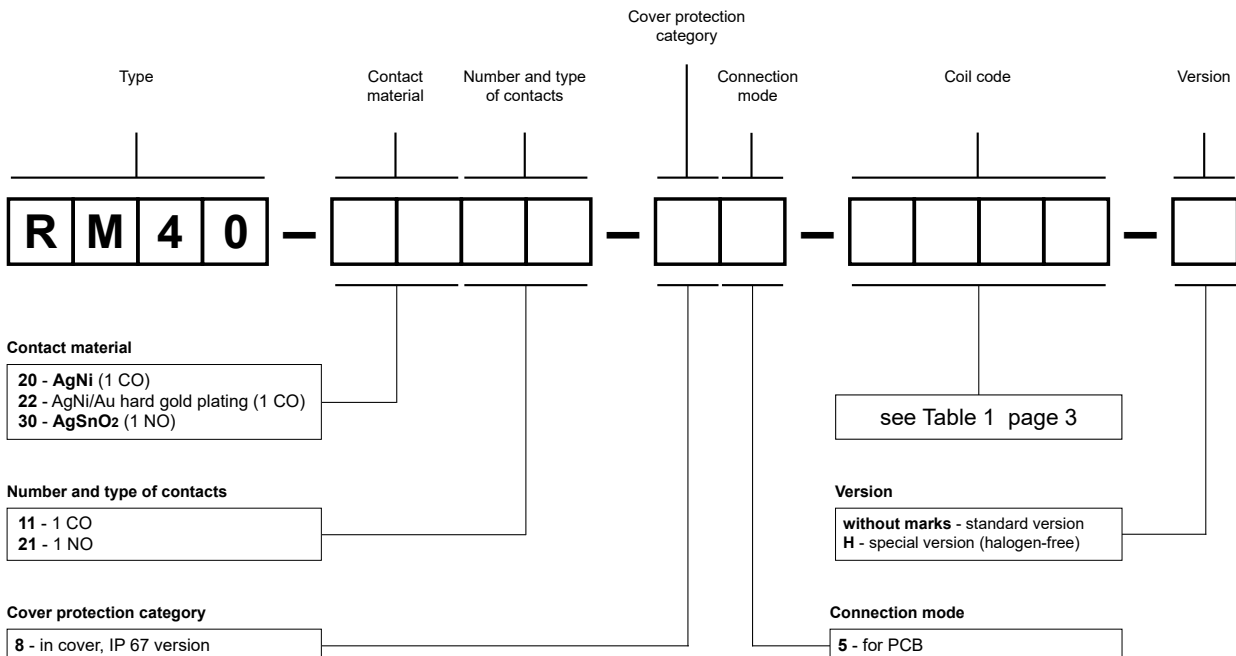 Cover protection
category
Type
Contact
material
Number and type
of contacts
Connection
mode
Coil code
Version
RM40 – – – –
Contact material
20 - AgNi (1 CO)
22 - AgNi/Au hard gold plating (1 CO)
30 - AgSnO2 (1 NO)
see Table 1 page 3
Number and type of contacts
11 - 1 CO
21 - 1 NO
Version
without marks - standard version
H - special version (halogen-free)
Cover protection category
8 - in cover, IP 67 version
Connection mode
5 - for PCB